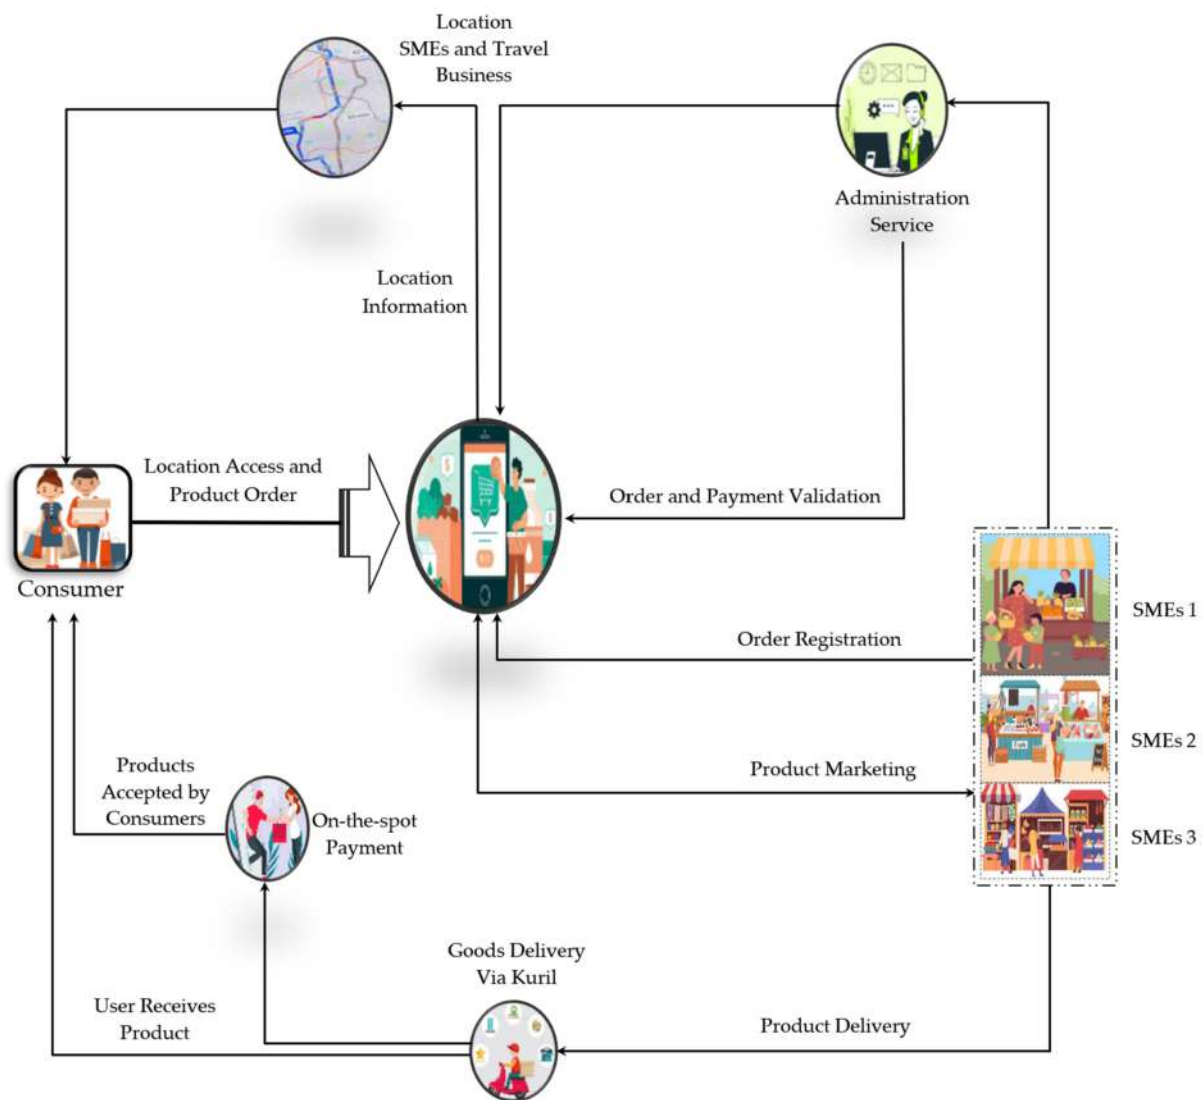 Location
SMEs and Travel
Business
Administration
Service
Location
Information
Location Access and
Product Order
Order and Payment Validation
Consumer
SMEs 1
Order Registration
SMEs 2
Product Marketing
Products
Accepted by
Consumers
On-the-spot
Payment
SMEs 3
Goods Delivery
Via Kuril
User Receives
Product
Product Delivery